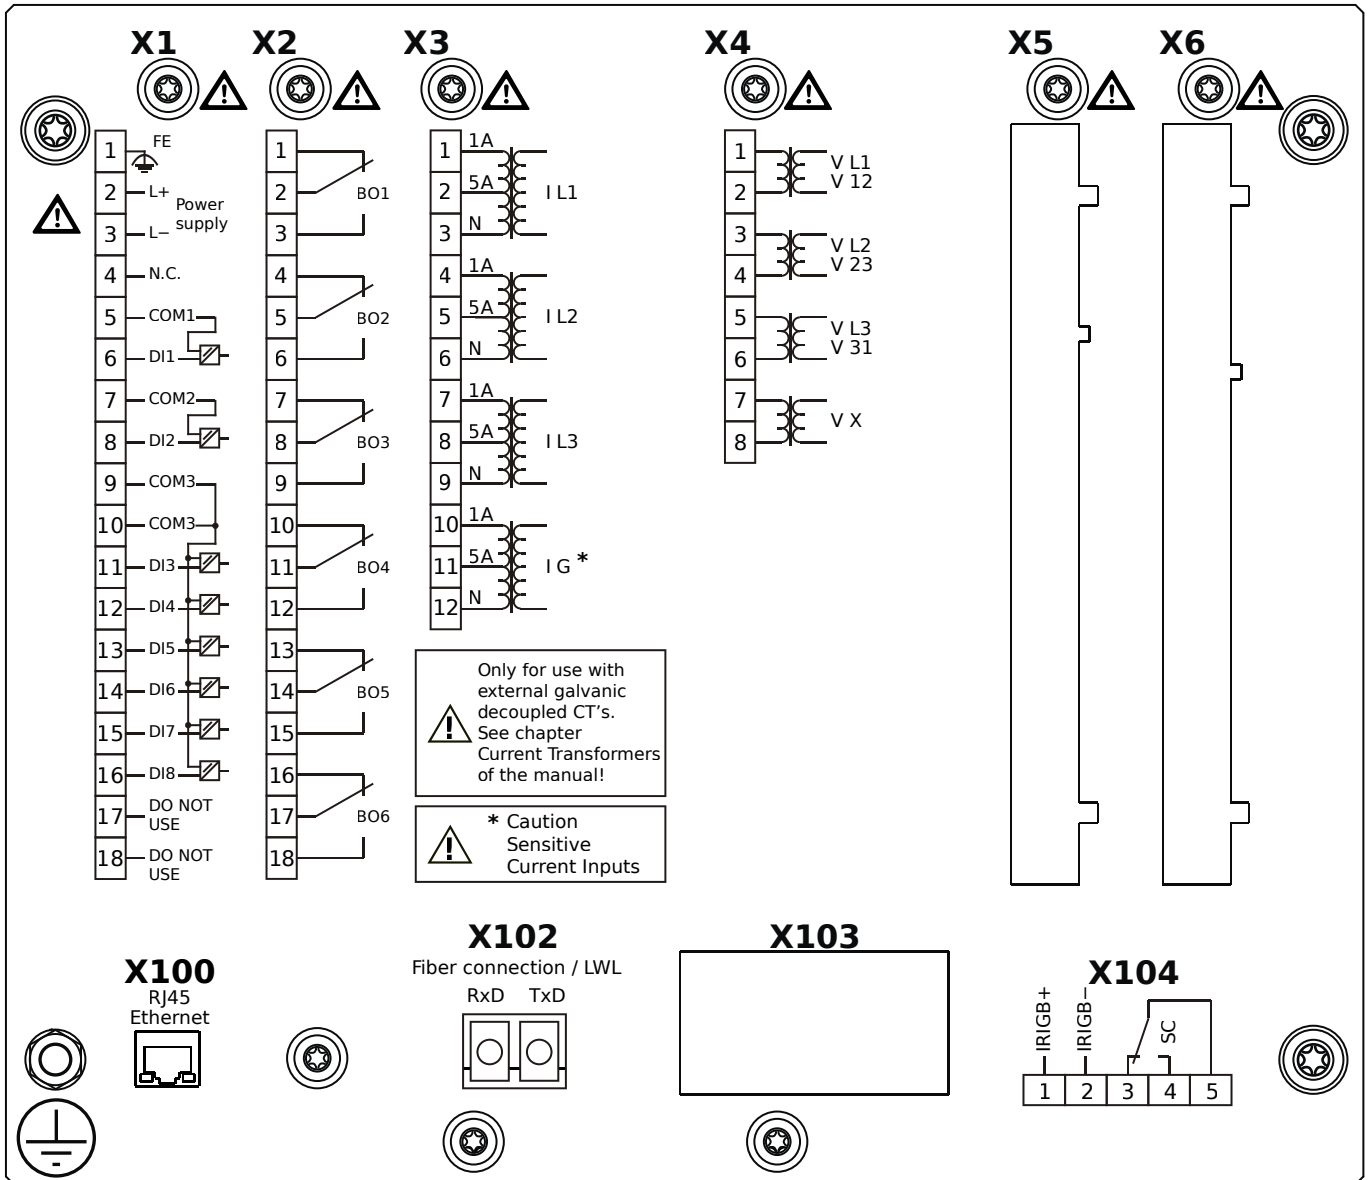 X1 X2 X3 X4 X5 X6
1 FE
2 L+ Power
3 L− supply
4 N.C.
5 COM1
6 DI1
7 COM2
8 DI2
9 COM3
10 COM3
11 DI3
12 DI4
13 DI5
14 DI6
15 DI7
16 DI8
17 DO NOT
USE
18 DO NOT
USE
1
2 BO1
3
4
5 BO2
6
7
8 BO3
9
10
11 BO4
12
13
14 BO5
15
16
17 BO6
18
1 1A
2 5A I L1
3 N
4 1A
5 5A I L2
6 N
7 1A
8 5A I L3
9 N
10 1A
11 5A I G *
12 N
Only for use with
external galvanic
decoupled CT's.
See chapter
Current Transformers
of the manual!
* Caution
Sensitive
Current Inputs
1 V L1
2 V 12
3 V L2
4 V 23
5 V L3
6 V 31
7 V X
8
X100
RJ45
Ethernet
X102
Fiber connection / LWL
RxD TxD
X103
X104
IRIGB+ IRIGB− SC
1 2 3 4 5